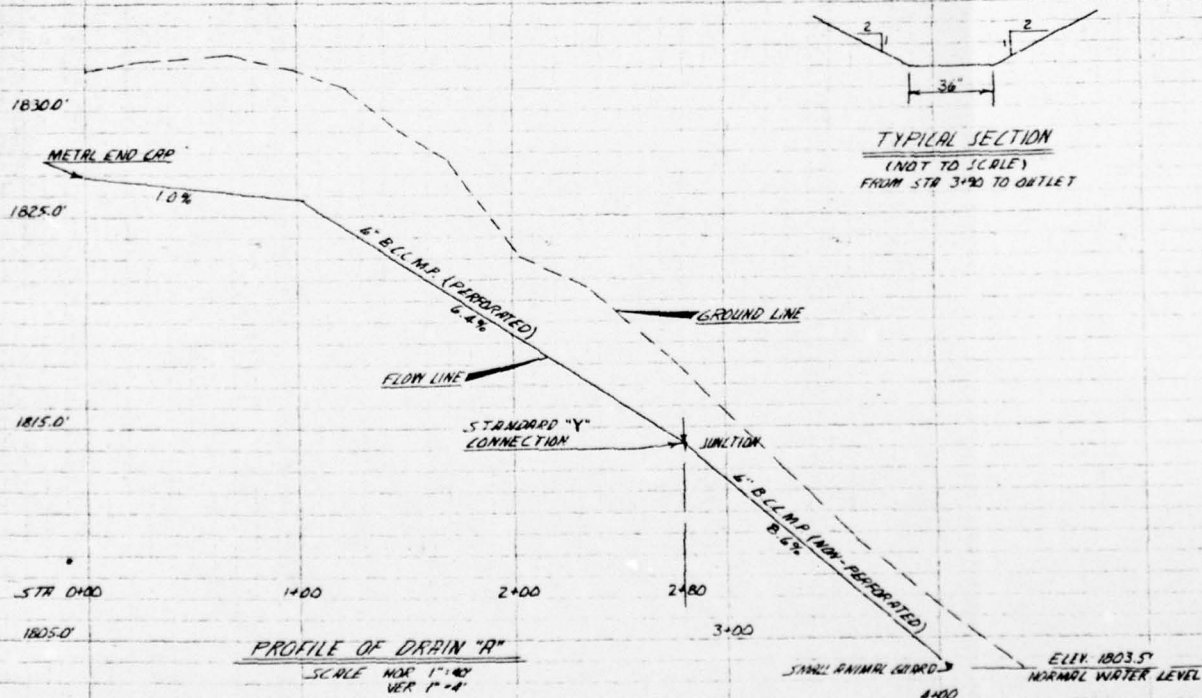 2
1
2
1
36"
TYPICAL SECTION
(NOT TO SCALE)
FROM STA 3+90 TO OUTLET
1830.0'
METAL END CAP
1.0%
1825.0'
6" B.C.C.M.P. (PERFORATED)
6.4%
GROUND LINE
FLOW LINE
1815.0'
STANDARD "Y"
CONNECTION
JUNCTION
6" B.C.C.M.P. (NON-PERFORATED)
8.6%
STA 0+00
1+00
2+00
2+80
3+00
1805.0'
PROFILE OF DRAIN "A"
SCALE HOR 1"=40'
VER 1"=4'
SMALL ANIMAL GUARD
4+00
ELEV. 1803.5'
NORMAL WATER LEVEL